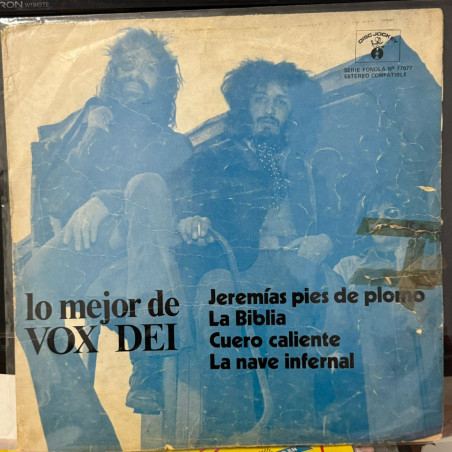 DISC JOCKEY
SERIE FONOLA Nº 77077
ESTEREO COMPATIBLE
lo mejor de
VOX DEI
Jeremías pies de plomo
La Biblia
Cuero caliente
La nave infernal